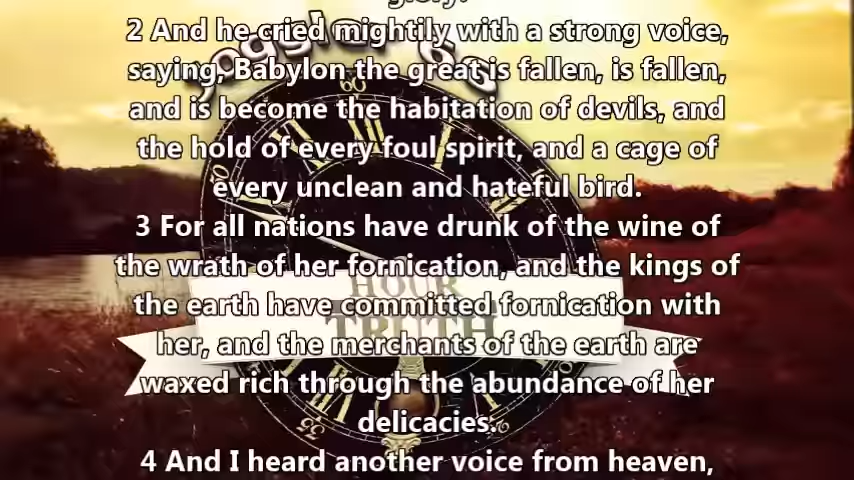 glory.
2 And he cried mightily with a strong voice,
saying, Babylon the great is fallen, is fallen,
and is become the habitation of devils, and
the hold of every foul spirit, and a cage of
every unclean and hateful bird.
3 For all nations have drunk of the wine of
the wrath of her fornication, and the kings of
the earth have committed fornication with
her, and the merchants of the earth are
waxed rich through the abundance of her
delicacies.
4 And I heard another voice from heaven,
HOUR
TRUTH